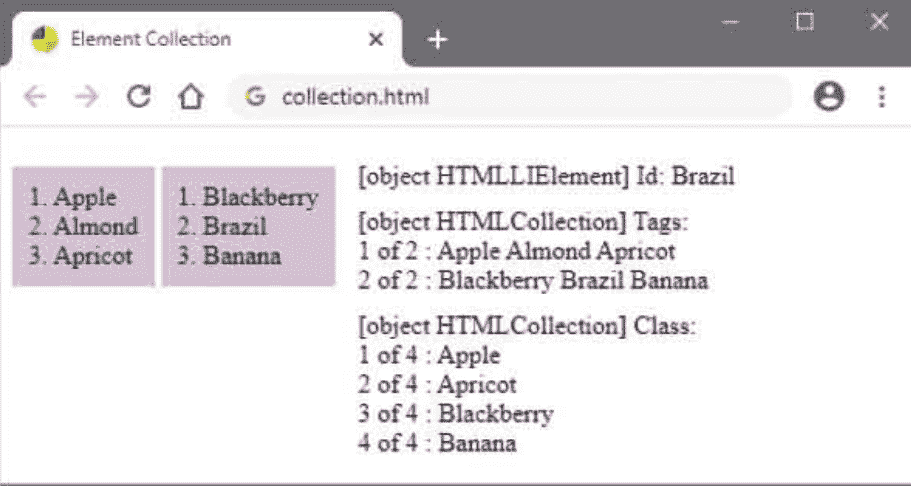 Element Collection
collection.html
1. Apple
2. Almond
3. Apricot
1. Blackberry
2. Brazil
3. Banana
[object HTMLLIElement] Id: Brazil
[object HTMLCollection] Tags:
1 of 2 : Apple Almond Apricot
2 of 2 : Blackberry Brazil Banana
[object HTMLCollection] Class:
1 of 4 : Apple
2 of 4 : Apricot
3 of 4 : Blackberry
4 of 4 : Banana